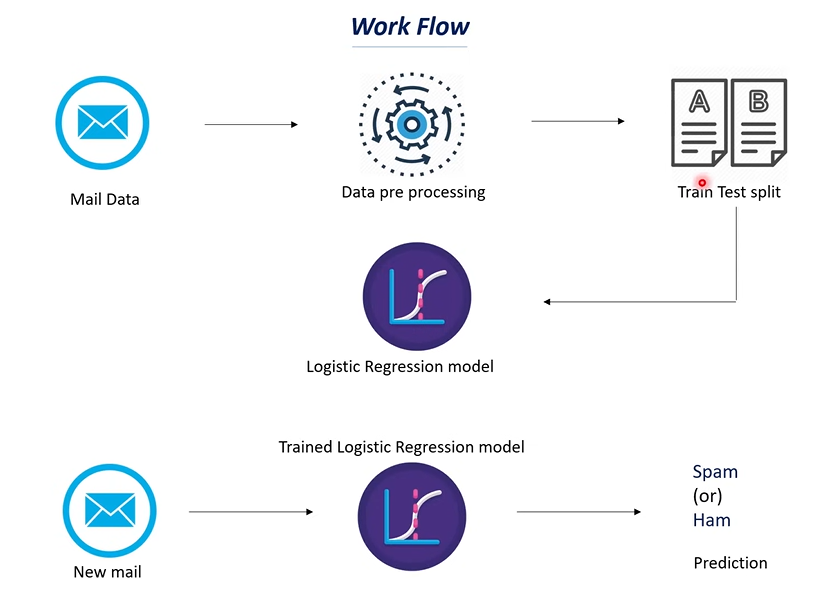 Work Flow
Mail Data
Data pre processing
A B
Train Test split
Logistic Regression model
Trained Logistic Regression model
New mail
Spam
(or)
Ham
Prediction